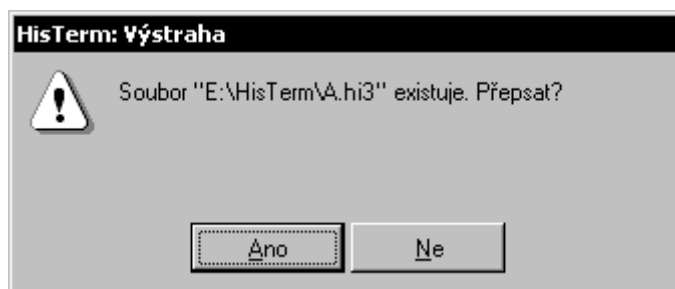 HisTerm: Výstraha
Soubor "E:\HisTerm\A.hi3" existuje. Přepsat?
Ano Ne